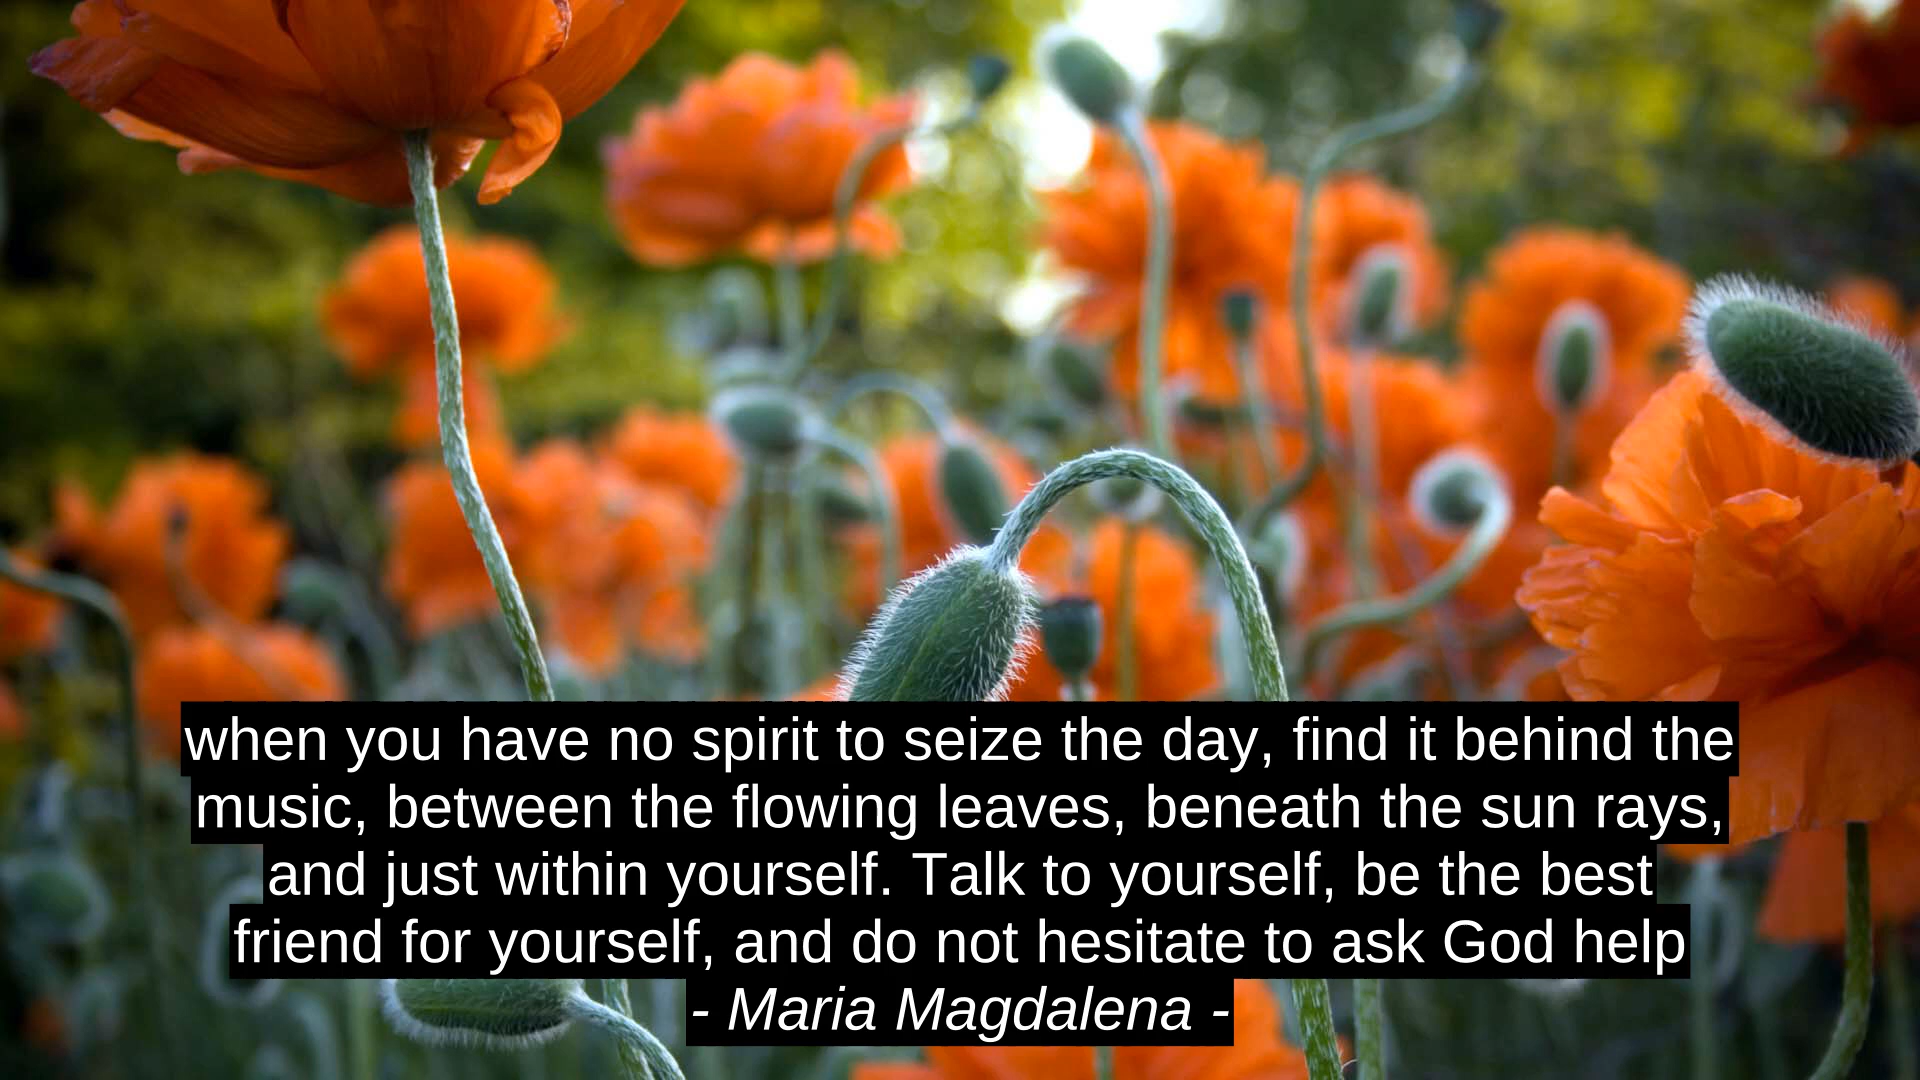 when you have no spirit to seize the day, find it behind the
music, between the flowing leaves, beneath the sun rays,
and just within yourself. Talk to yourself, be the best
friend for yourself, and do not hesitate to ask God help
- Maria Magdalena -